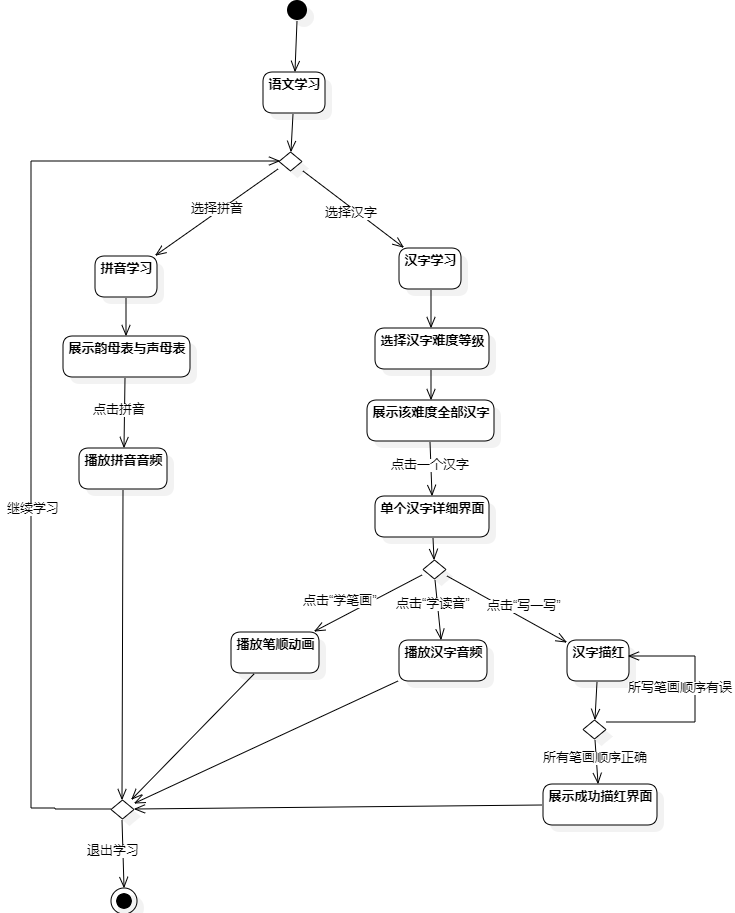 语文学习
选择拼音
选择汉字
拼音学习
汉字学习
展示韵母表与声母表
选择汉字难度等级
点击拼音
展示该难度全部汉字
播放拼音音频
点击一个汉字
继续学习
单个汉字详细界面
点击“学笔画”
点击“学读音”
点击“写一写”
播放笔顺动画
播放汉字音频
汉字描红
所写笔画顺序有误
所有笔画顺序正确
展示成功描红界面
退出学习